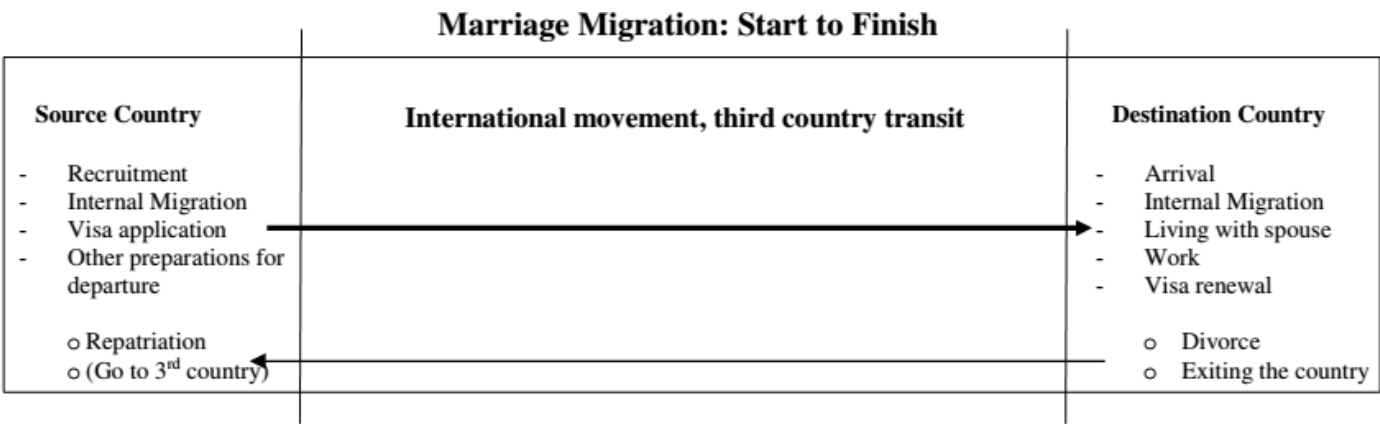 Marriage Migration: Start to Finish
Source Country
- Recruitment
- Internal Migration
- Visa application
- Other preparations for
departure
o Repatriation
o (Go to 3rd country)
International movement, third country transit
Destination Country
- Arrival
- Internal Migration
- Living with spouse
- Work
- Visa renewal
o Divorce
o Exiting the country